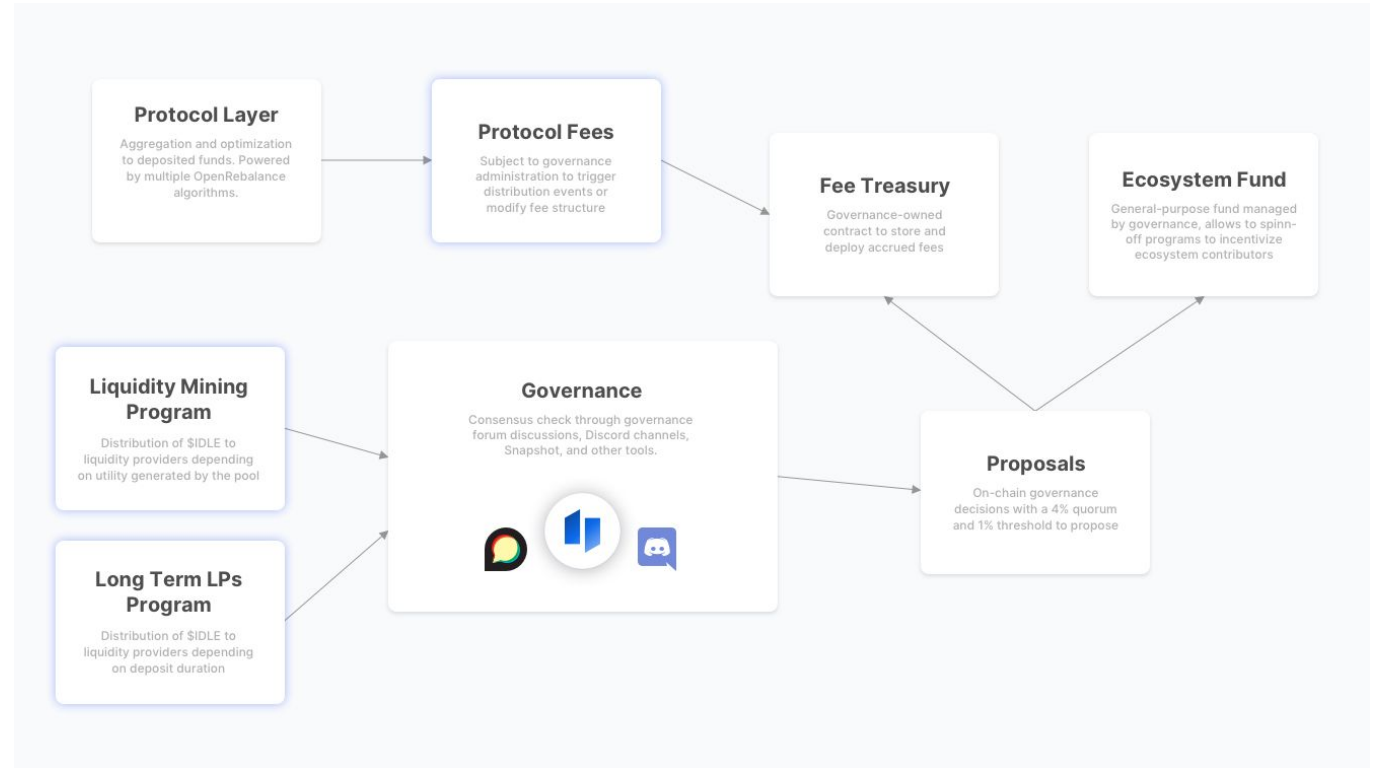 Protocol Layer
Aggregation and optimization
to deposited funds. Powered
by multiple OpenRebalance
algorithms.
Protocol Fees
Subject to governance
administration to trigger
distribution events or
modify fee structure
Fee Treasury
Governance-owned
contract to store and
deploy accrued fees
Ecosystem Fund
General-purpose fund managed
by governance, allows to spinn-
off programs to incentivize
ecosystem contributors
Liquidity Mining
Program
Distribution of $IDLE to
liquidity providers depending
on utility generated by the pool
Governance
Consensus check through governance
forum discussions, Discord channels,
Snapshot, and other tools.
Proposals
On-chain governance
decisions with a 4% quorum
and 1% threshold to propose
Long Term LPs
Program
Distribution of $IDLE to
liquidity providers depending
on deposit duration